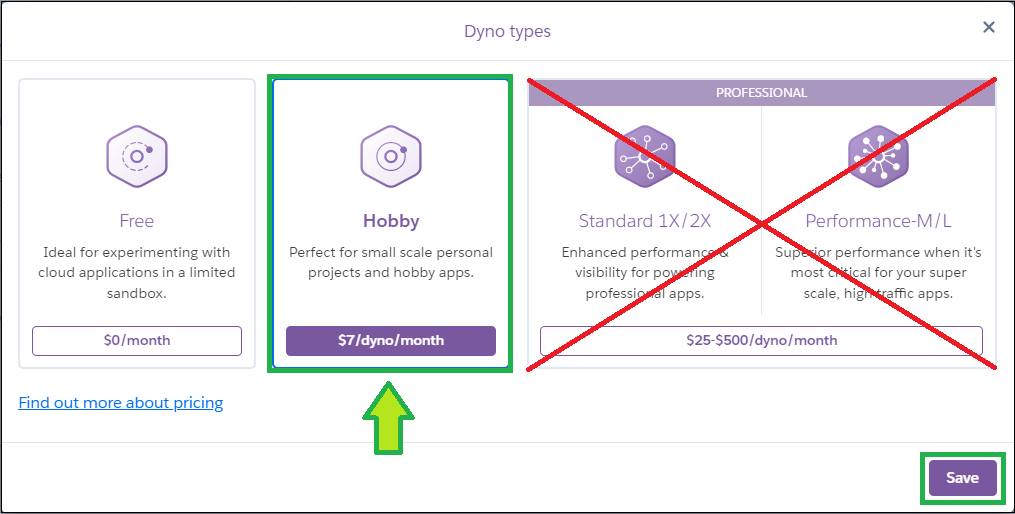 Dyno types
×
Free
Ideal for experimenting with
cloud applications in a limited
sandbox.
$0/month
Hobby
Perfect for small scale personal
projects and hobby apps.
$7/dyno/month
PROFESSIONAL
Standard 1X/2X
Enhanced performance &
visibility for powering
professional apps.
Performance-M/L
Superior performance when it's
most critical for your super
scale, high traffic apps.
$25-$500/dyno/month
Find out more about pricing
Save